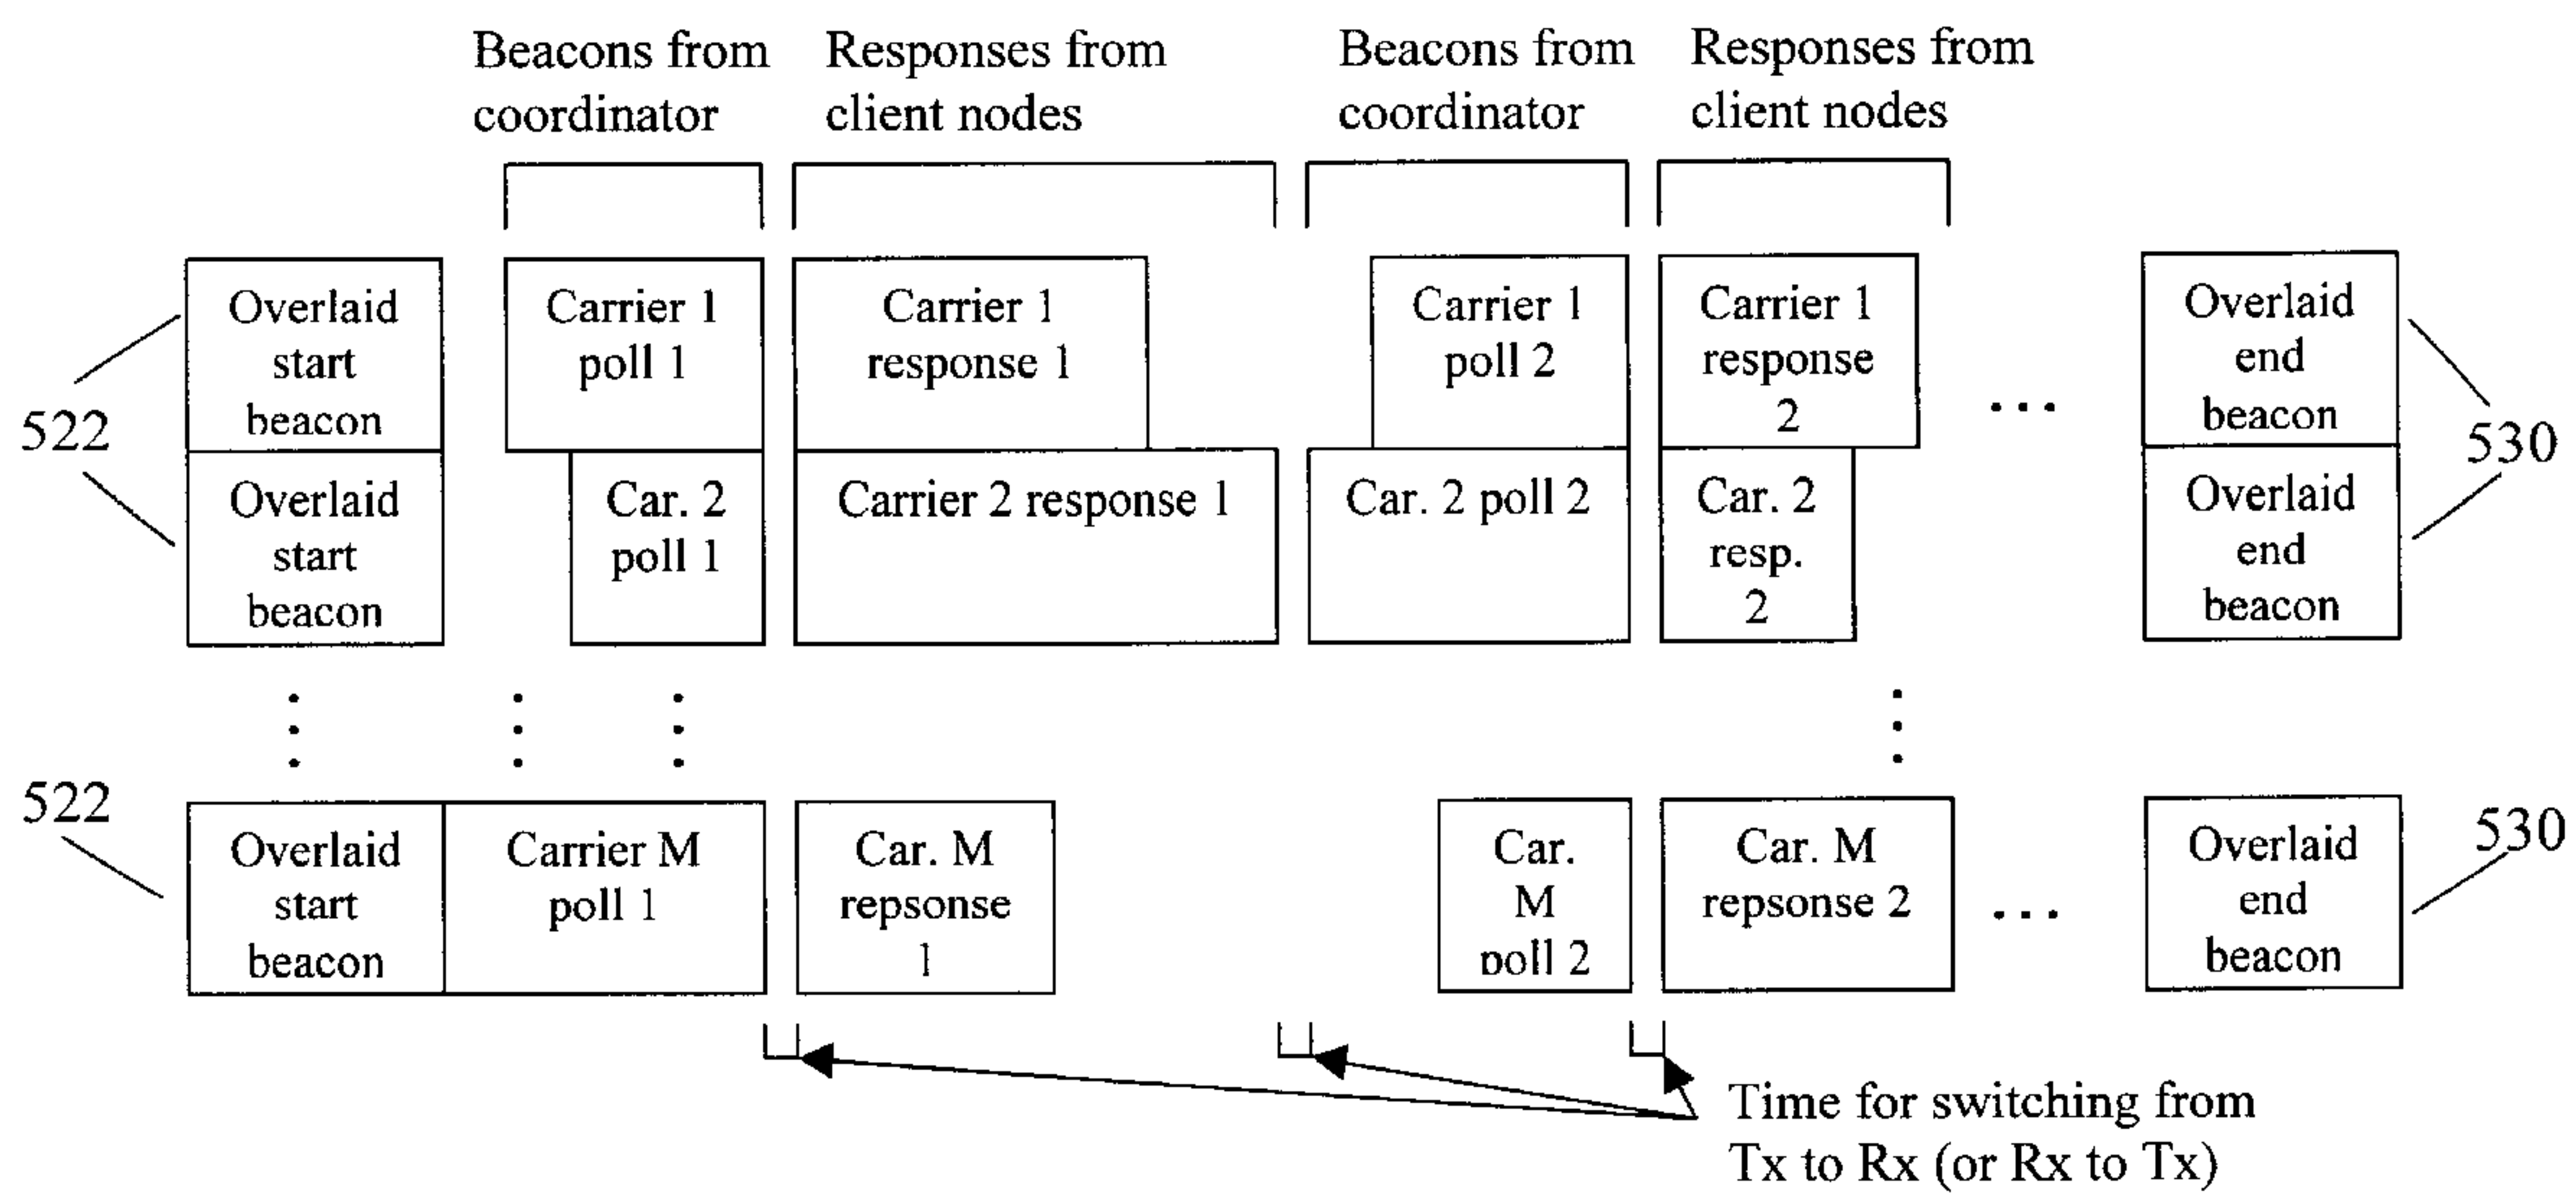 Beacons from
coordinator
Responses from
client nodes
Beacons from
coordinator
Responses from
client nodes
Overlaid
start
beacon
Carrier 1
poll 1
Carrier 1
response 1
Carrier 1
poll 2
Carrier 1
response
2
...
Overlaid
end
beacon
522
530
Overlaid
start
beacon
Car. 2
poll 1
Carrier 2 response 1
Car. 2 poll 2
Car. 2
resp.
2
Overlaid
end
beacon
522
530
Overlaid
start
beacon
Carrier M
poll 1
Car. M
repsonse
1
Car.
M
poll 2
Car. M
repsonse 2
...
Overlaid
end
beacon
Time for switching from
Tx to Rx (or Rx to Tx)